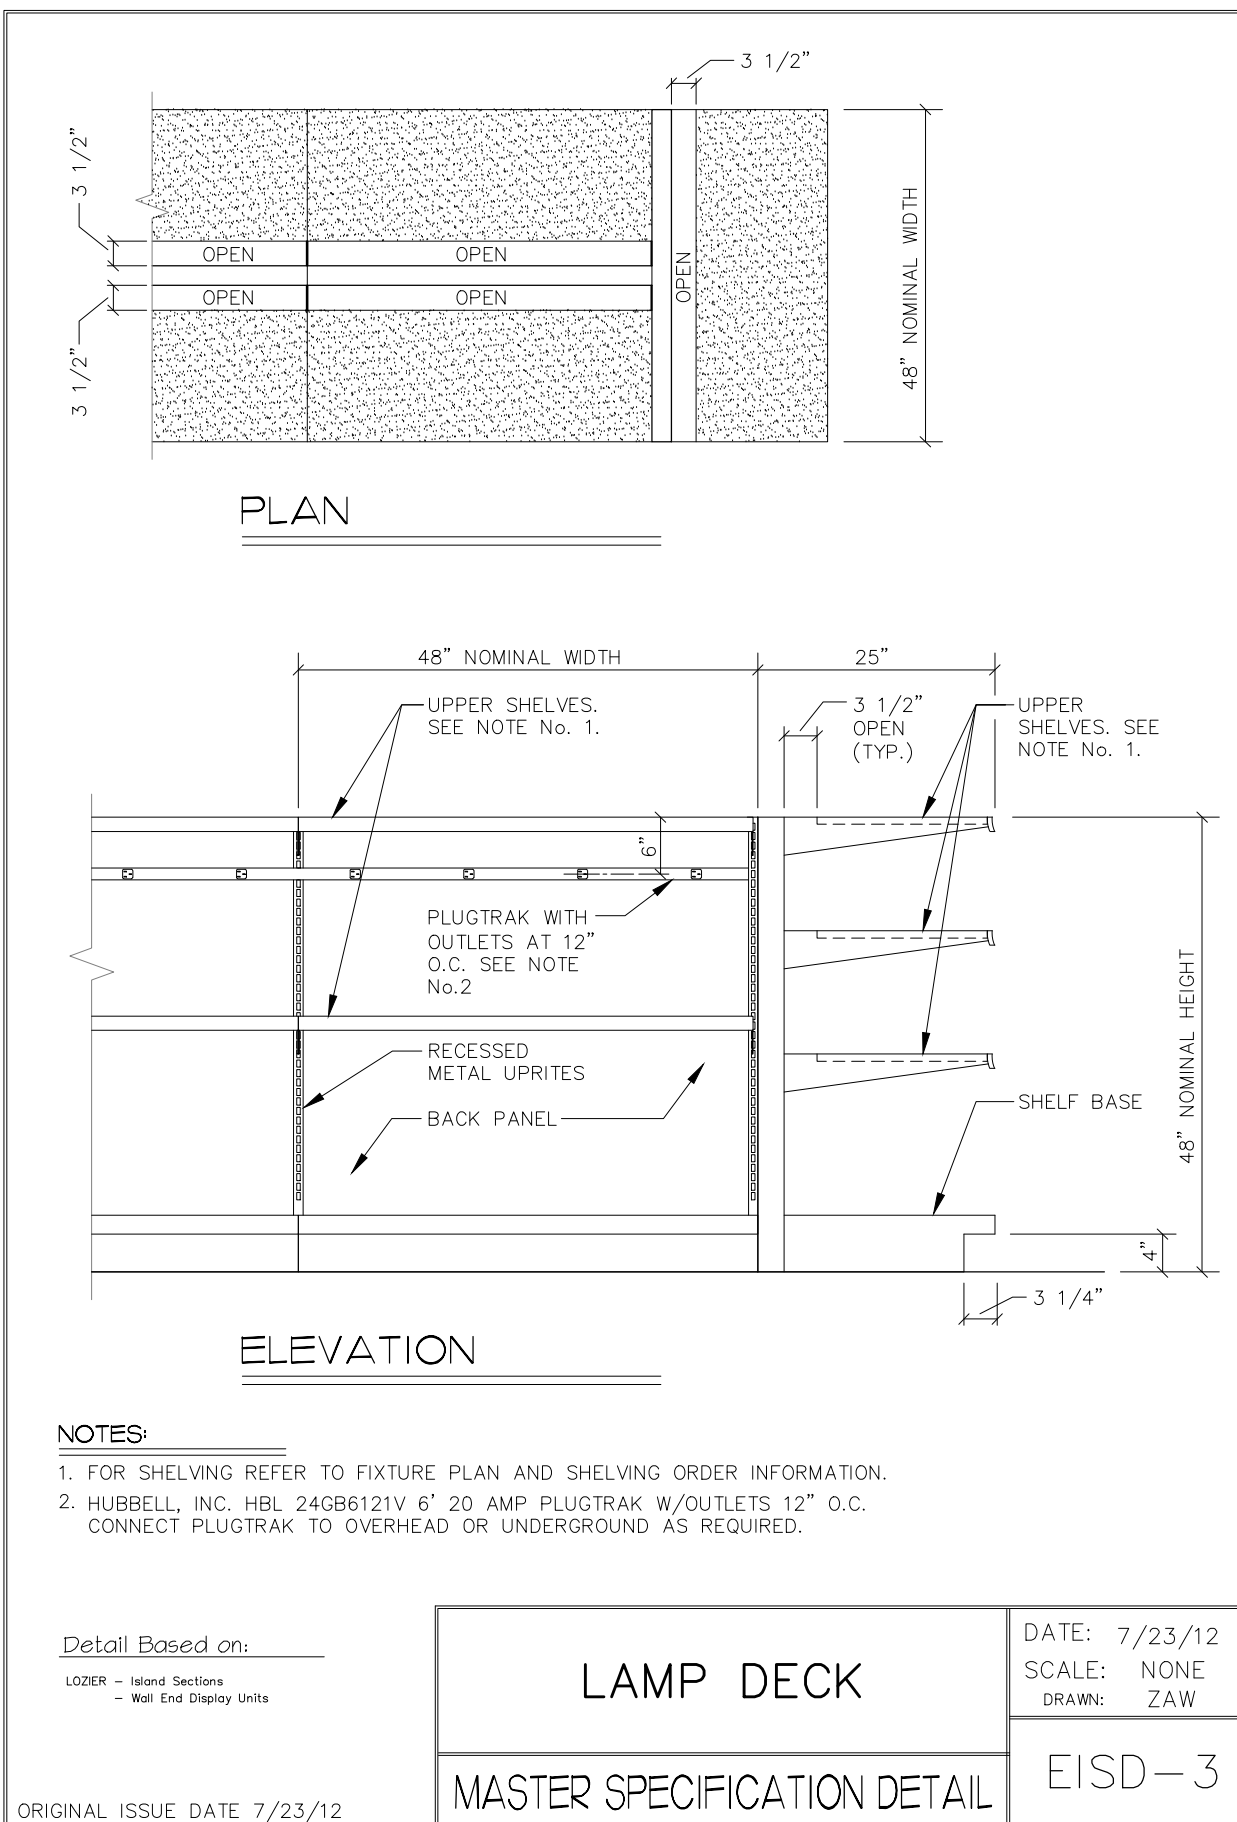 3 1/2”
3 1/2”
OPEN
OPEN
OPEN
OPEN
OPEN
3 1/2”
48” NOMINAL WIDTH
PLAN
48” NOMINAL WIDTH
25”
UPPER SHELVES.
SEE NOTE No. 1.
3 1/2”
OPEN
(TYP.)
UPPER
SHELVES. SEE
NOTE No. 1.
6”
PLUGTRAK WITH
OUTLETS AT 12”
O.C. SEE NOTE
No.2
RECESSED
METAL UPRITES
BACK PANEL
SHELF BASE
48” NOMINAL HEIGHT
4”
3 1/4”
ELEVATION
NOTES:
1. FOR SHELVING REFER TO FIXTURE PLAN AND SHELVING ORDER INFORMATION.
2. HUBBELL, INC. HBL 24GB6121V 6’ 20 AMP PLUGTRAK W/OUTLETS 12” O.C.
CONNECT PLUGTRAK TO OVERHEAD OR UNDERGROUND AS REQUIRED.
Detail Based on:
LOZIER – Island Sections
– Wall End Display Units
ORIGINAL ISSUE DATE 7/23/12
LAMP DECK
MASTER SPECIFICATION DETAIL
DATE: 7/23/12
SCALE: NONE
DRAWN: ZAW
EISD–3